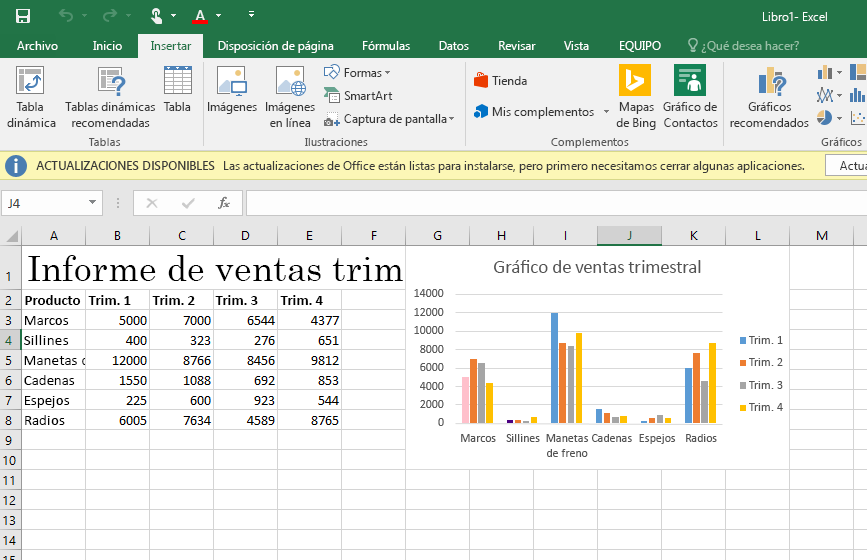 Libro1- Excel
Archivo Inicio Insertar Disposición de página Fórmulas Datos Revisar Vista EQUIPO ¿Qué desea hacer?
Tabla dinámica
Tablas dinámicas recomendadas
Tabla
Imágenes
Imágenes en línea
Formas
SmartArt
Captura de pantalla
Tienda
Mis complementos
Mapas de Bing
Gráfico de Contactos
Gráficos recomendados
Tablas Ilustraciones Complementos Gráficos
i ACTUALIZACIONES DISPONIBLES Las actualizaciones de Office están listas para instalarse, pero primero necesitamos cerrar algunas aplicaciones. Actua
J4 fx
A B C D E F G H I J K L M
1 Informe de ventas trim
2 Producto Trim. 1 Trim. 2 Trim. 3 Trim. 4
3 Marcos 5000 7000 6544 4377
4 Sillines 400 323 276 651
5 Manetas d 12000 8766 8456 9812
6 Cadenas 1550 1088 692 853
7 Espejos 225 600 923 544
8 Radios 6005 7634 4589 8765
9
10
11
12
13
14
15
Gráfico de ventas trimestral
14000
12000
10000
8000
6000
4000
2000
0
Marcos Sillines Manetas de freno Cadenas Espejos Radios
Trim. 1
Trim. 2
Trim. 3
Trim. 4